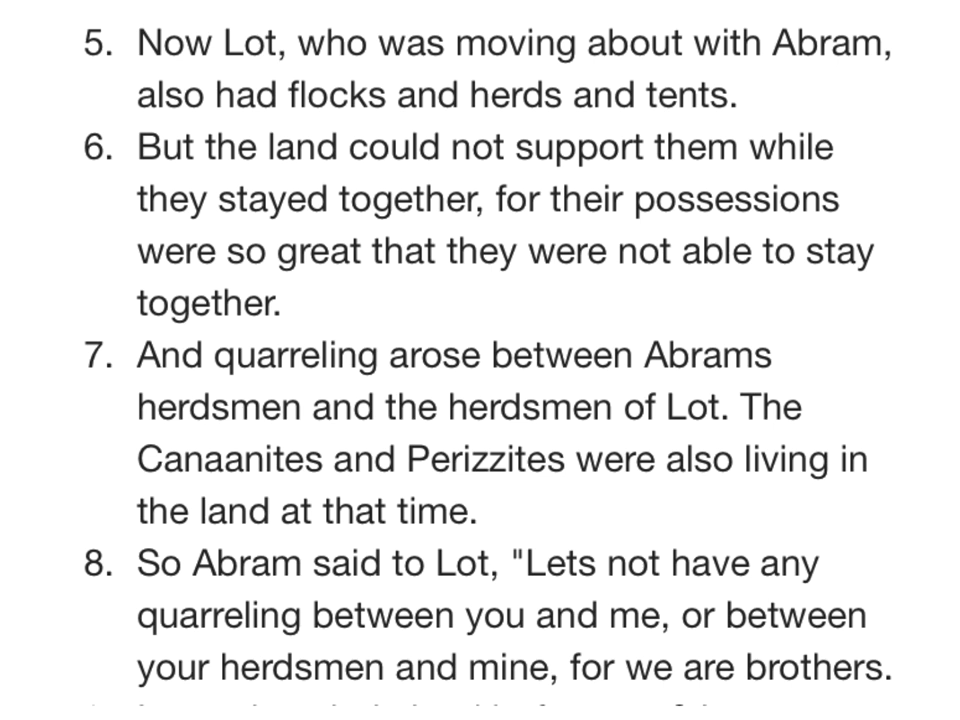 5. Now Lot, who was moving about with Abram,
also had flocks and herds and tents.
6. But the land could not support them while
they stayed together, for their possessions
were so great that they were not able to stay
together.
7. And quarreling arose between Abrams
herdsmen and the herdsmen of Lot. The
Canaanites and Perizzites were also living in
the land at that time.
8. So Abram said to Lot, "Lets not have any
quarreling between you and me, or between
your herdsmen and mine, for we are brothers.